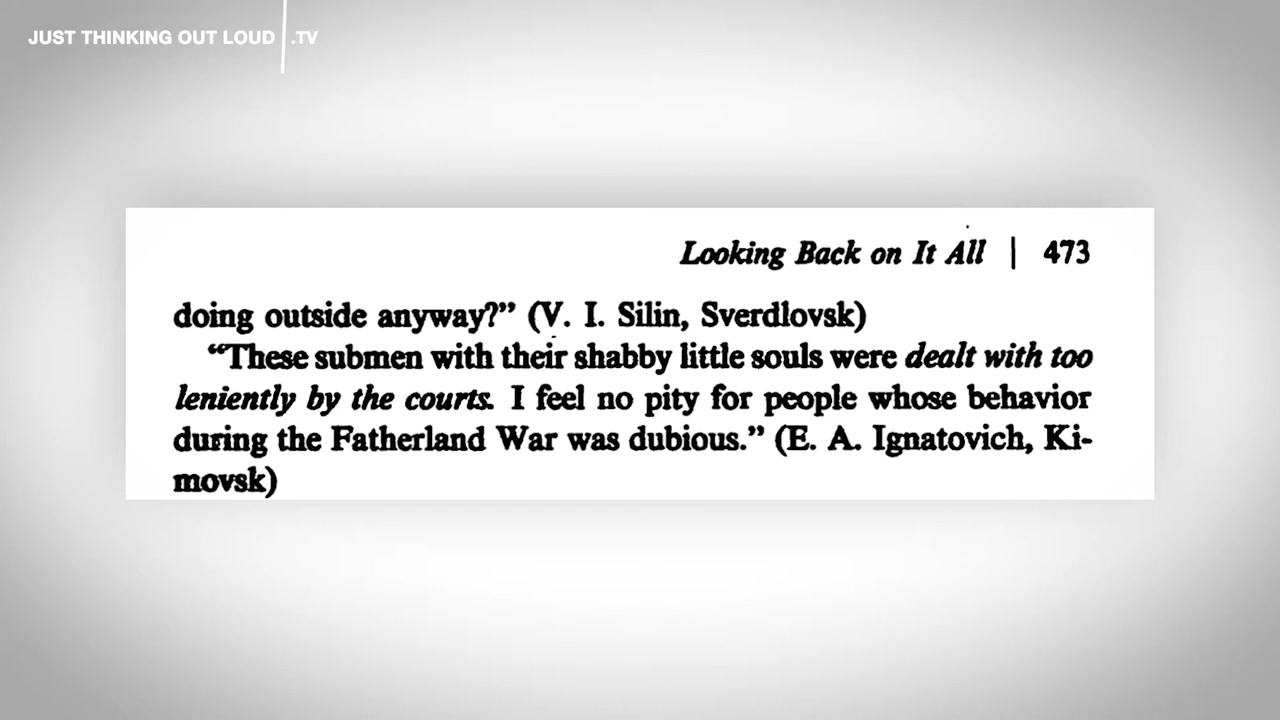 JUST THINKING OUT LOUD .TV
Looking Back on It All | 473
doing outside anyway?” (V. I. Silin, Sverdlovsk)
“These submen with their shabby little souls were dealt with too
leniently by the courts. I feel no pity for people whose behavior
during the Fatherland War was dubious.” (E. A. Ignatovich, Ki-
movsk)